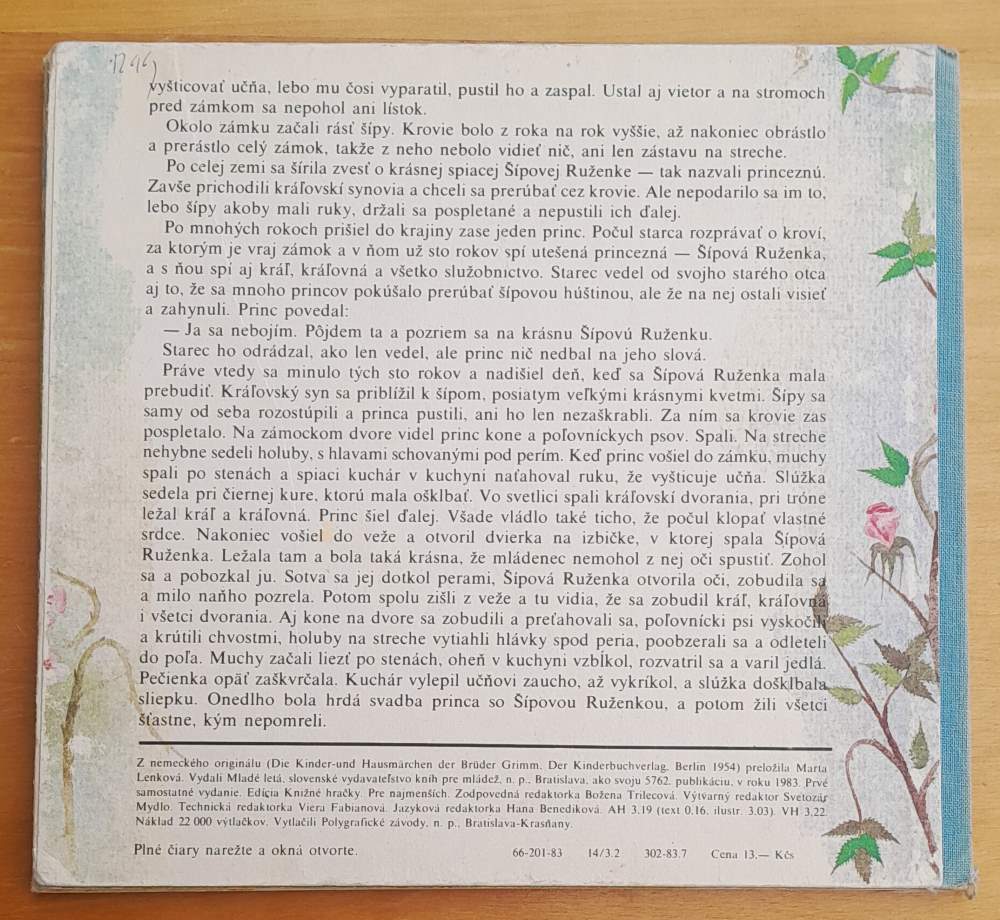 1296
vyšticovať učňa, lebo mu čosi vyparatil, pustil ho a zaspal. Ustal aj vietor a na stromoch
pred zámkom sa nepohol ani lístok.
Okolo zámku začali rásť šípy. Krovie bolo z roka na rok vyššie, až nakoniec obrástlo
a prerástlo celý zámok, takže z neho nebolo vidieť nič, ani len zástavu na streche.
Po celej zemi sa šírila zvesť o krásnej spiacej Šípovej Ruženke — tak nazvali princeznú.
Zavše prichodili kráľovskí synovia a chceli sa prerúbať cez krovie. Ale nepodarilo sa im to,
lebo šípy akoby mali ruky, držali sa pospletané a nepustili ich ďalej.
Po mnohých rokoch prišiel do krajiny zase jeden princ. Počul starca rozprávať o kroví,
za ktorým je vraj zámok a v ňom už sto rokov spí utešená princezná — Šípová Ruženka,
a s ňou spí aj kráľ, kráľovná a všetko služobníctvo. Starec vedel od svojho starého otca
aj to, že sa mnoho princov pokúšalo prerúbať šípovou húštinou, ale že na nej ostali visieť
a zahynuli. Princ povedal:
— Ja sa nebojím. Pôjdem ta a pozriem sa na krásnu Šípovú Ruženku.
Starec ho odrádzal, ako len vedel, ale princ nič nedbal na jeho slová.
Práve vtedy sa minulo tých sto rokov a nadišiel deň, keď sa Šípová Ruženka mala
prebudiť. Kráľovský syn sa priblížil k šípom, posiatym veľkými krásnymi kvetmi. Šípy sa
samy od seba rozostúpili a princa pustili, ani ho len nezaškrabli. Za ním sa krovie zas
pospletalo. Na zámockom dvore videl princ kone a poľovníckych psov. Spali. Na streche
nehybne sedeli holuby, s hlavami schovanými pod perím. Keď princ vošiel do zámku, muchy
spali po stenách a spiaci kuchár v kuchyni naťahoval ruku, že vyšticuje učňa. Slúžka
sedela pri čiernej kure, ktorú mala ošklbať. Vo svetlici spali kráľovskí dvorania, pri tróne
ležal kráľ a kráľovná. Princ šiel ďalej. Všade vládlo také ticho, že počul klopať vlastné
srdce. Nakoniec vošiel do veže a otvoril dvierka na izbičke, v ktorej spala Šípová
Ruženka. Ležala tam a bola taká krásna, že mládenec nemohol z nej oči spustiť. Zohol
sa a pobozkal ju. Sotva sa jej dotkol perami, Šípová Ruženka otvorila oči, zobudila sa
a milo naňho pozrela. Potom spolu zišli z veže a tu vidia, že sa zobudil kráľ, kráľovná
i všetci dvorania. Aj kone na dvore sa zobudili a preťahovali sa, poľovnícki psi vyskočili
a krútili chvostmi, holuby na streche vytiahli hlávky spod peria, poobzerali sa a odleteli
do poľa. Muchy začali liezť po stenách, oheň v kuchyni vzbĺkol, rozvatril sa a varil jedlá.
Pečienka opäť zaškvrčala. Kuchár vylepil učňovi zaucho, až vykríkol, a slúžka došklbala
sliepku. Onedlho bola hrdá svadba princa so Šípovou Ruženkou, a potom žili všetci
šťastne, kým nepomreli.
Z nemeckého originálu (Die Kinder-und Hausmärchen der Brüder Grimm, Der Kinderbuchverlag, Berlin 1954) preložila Marta
Lenková. Vydali Mladé letá, slovenské vydavateľstvo kníh pre mládež, n. p., Bratislava, ako svoju 5762. publikáciu, v roku 1983. Prvé
samostatné vydanie. Edícia Knižné hračky. Pre najmenších. Zodpovedná redaktorka Božena Trilecová. Výtvarný redaktor Svetozár
Mydlo. Technická redaktorka Viera Fabianová. Jazyková redaktorka Hana Benediková. AH 3,19 (text 0,16, ilustr. 3,03). VH 3,22.
Náklad 22 000 výtlačkov. Vytlačili Polygrafické závody, n. p., Bratislava-Krasňany.
Plné čiary narežte a okná otvorte. 66-201-83 14/3.2 302-83.7 Cena 13.— Kčs